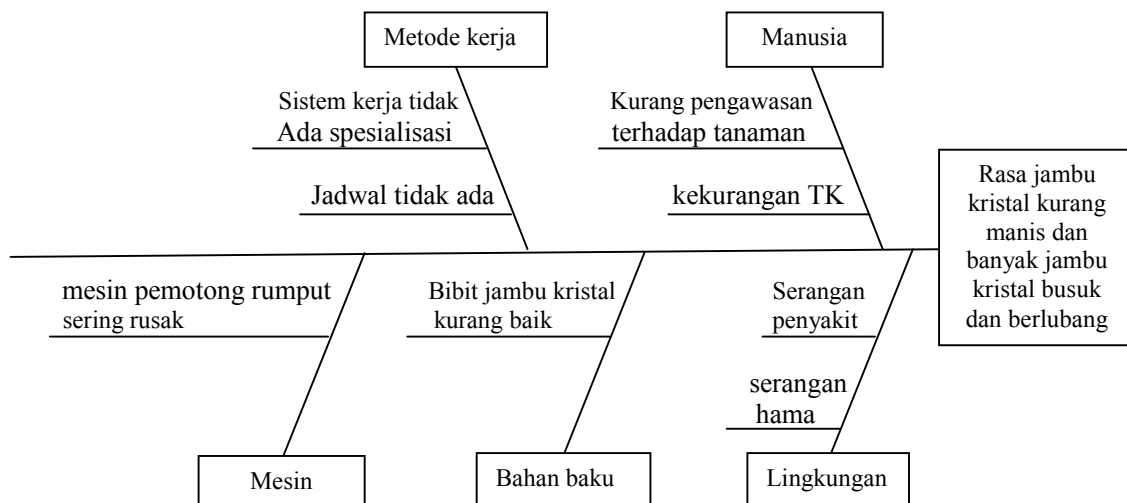 Metode kerja
Manusia
Sistem kerja tidak
Ada spesialisasi
Kurang pengawasan
terhadap tanaman
Jadwal tidak ada
kekurangan TK
Rasa jambu
kristal kurang
manis dan
banyak jambu
kristal busuk
dan berlubang
mesin pemotong rumput
sering rusak
Bibit jambu kristal
kurang baik
Serangan
penyakit
serangan
hama
Mesin
Bahan baku
Lingkungan